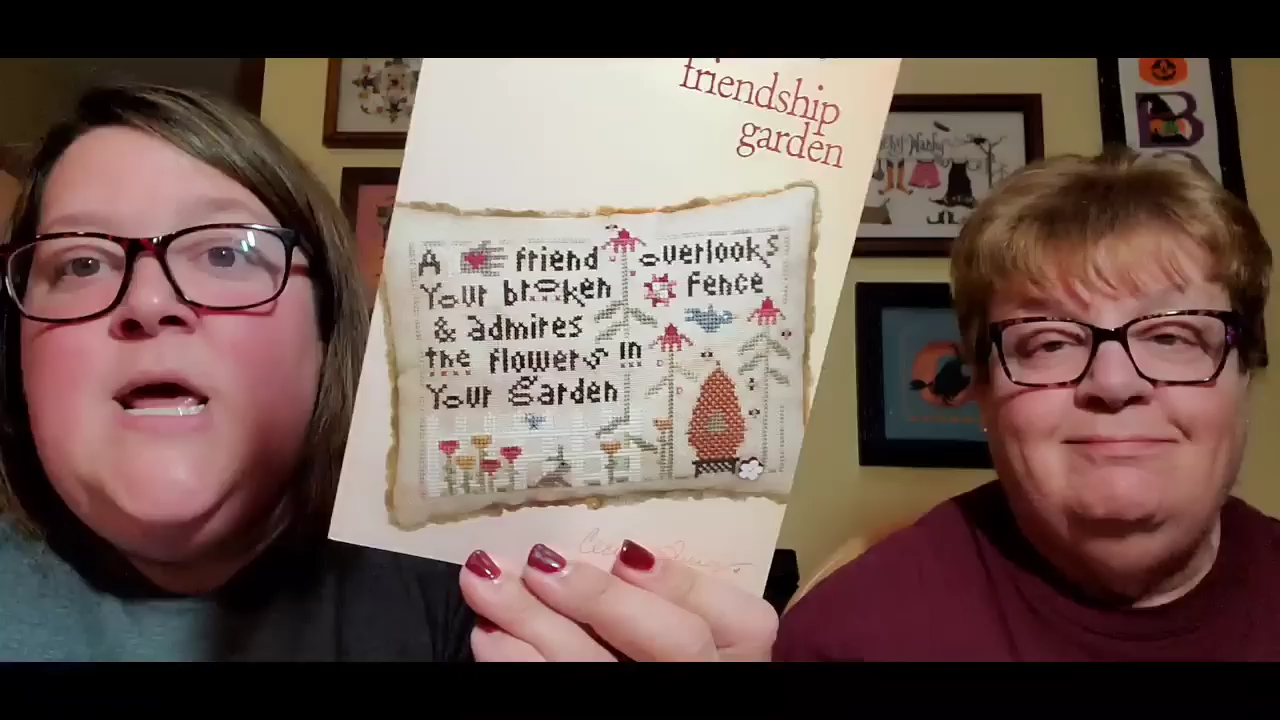 friendship
garden
A friend overlooks
Your broken fence
& admires
the flowers in
Your Garden
B